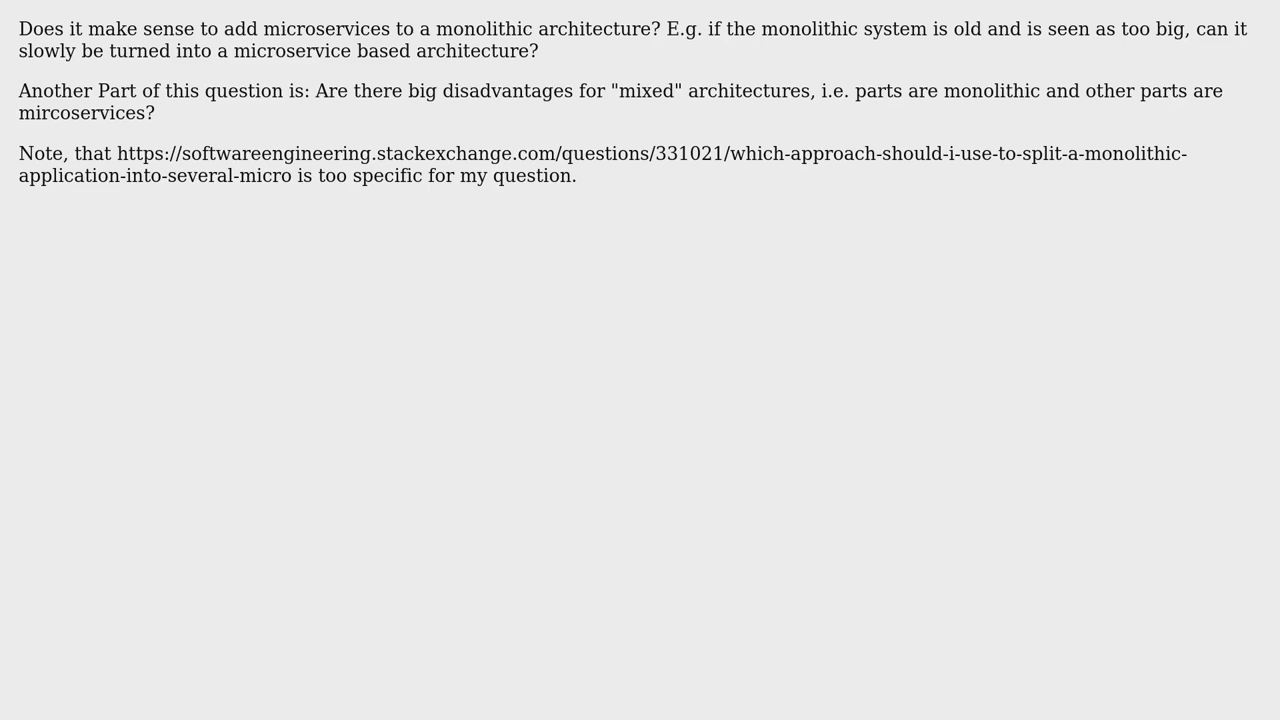 Does it make sense to add microservices to a monolithic architecture? E.g. if the monolithic system is old and is seen as too big, can it
slowly be turned into a microservice based architecture?
Another Part of this question is: Are there big disadvantages for "mixed" architectures, i.e. parts are monolithic and other parts are
mircoservices?
Note, that https://softwareengineering.stackexchange.com/questions/331021/which-approach-should-i-use-to-split-a-monolithic-
application-into-several-micro is too specific for my question.